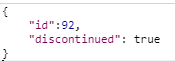 {
    "id":92,
    "discontinued": true
}